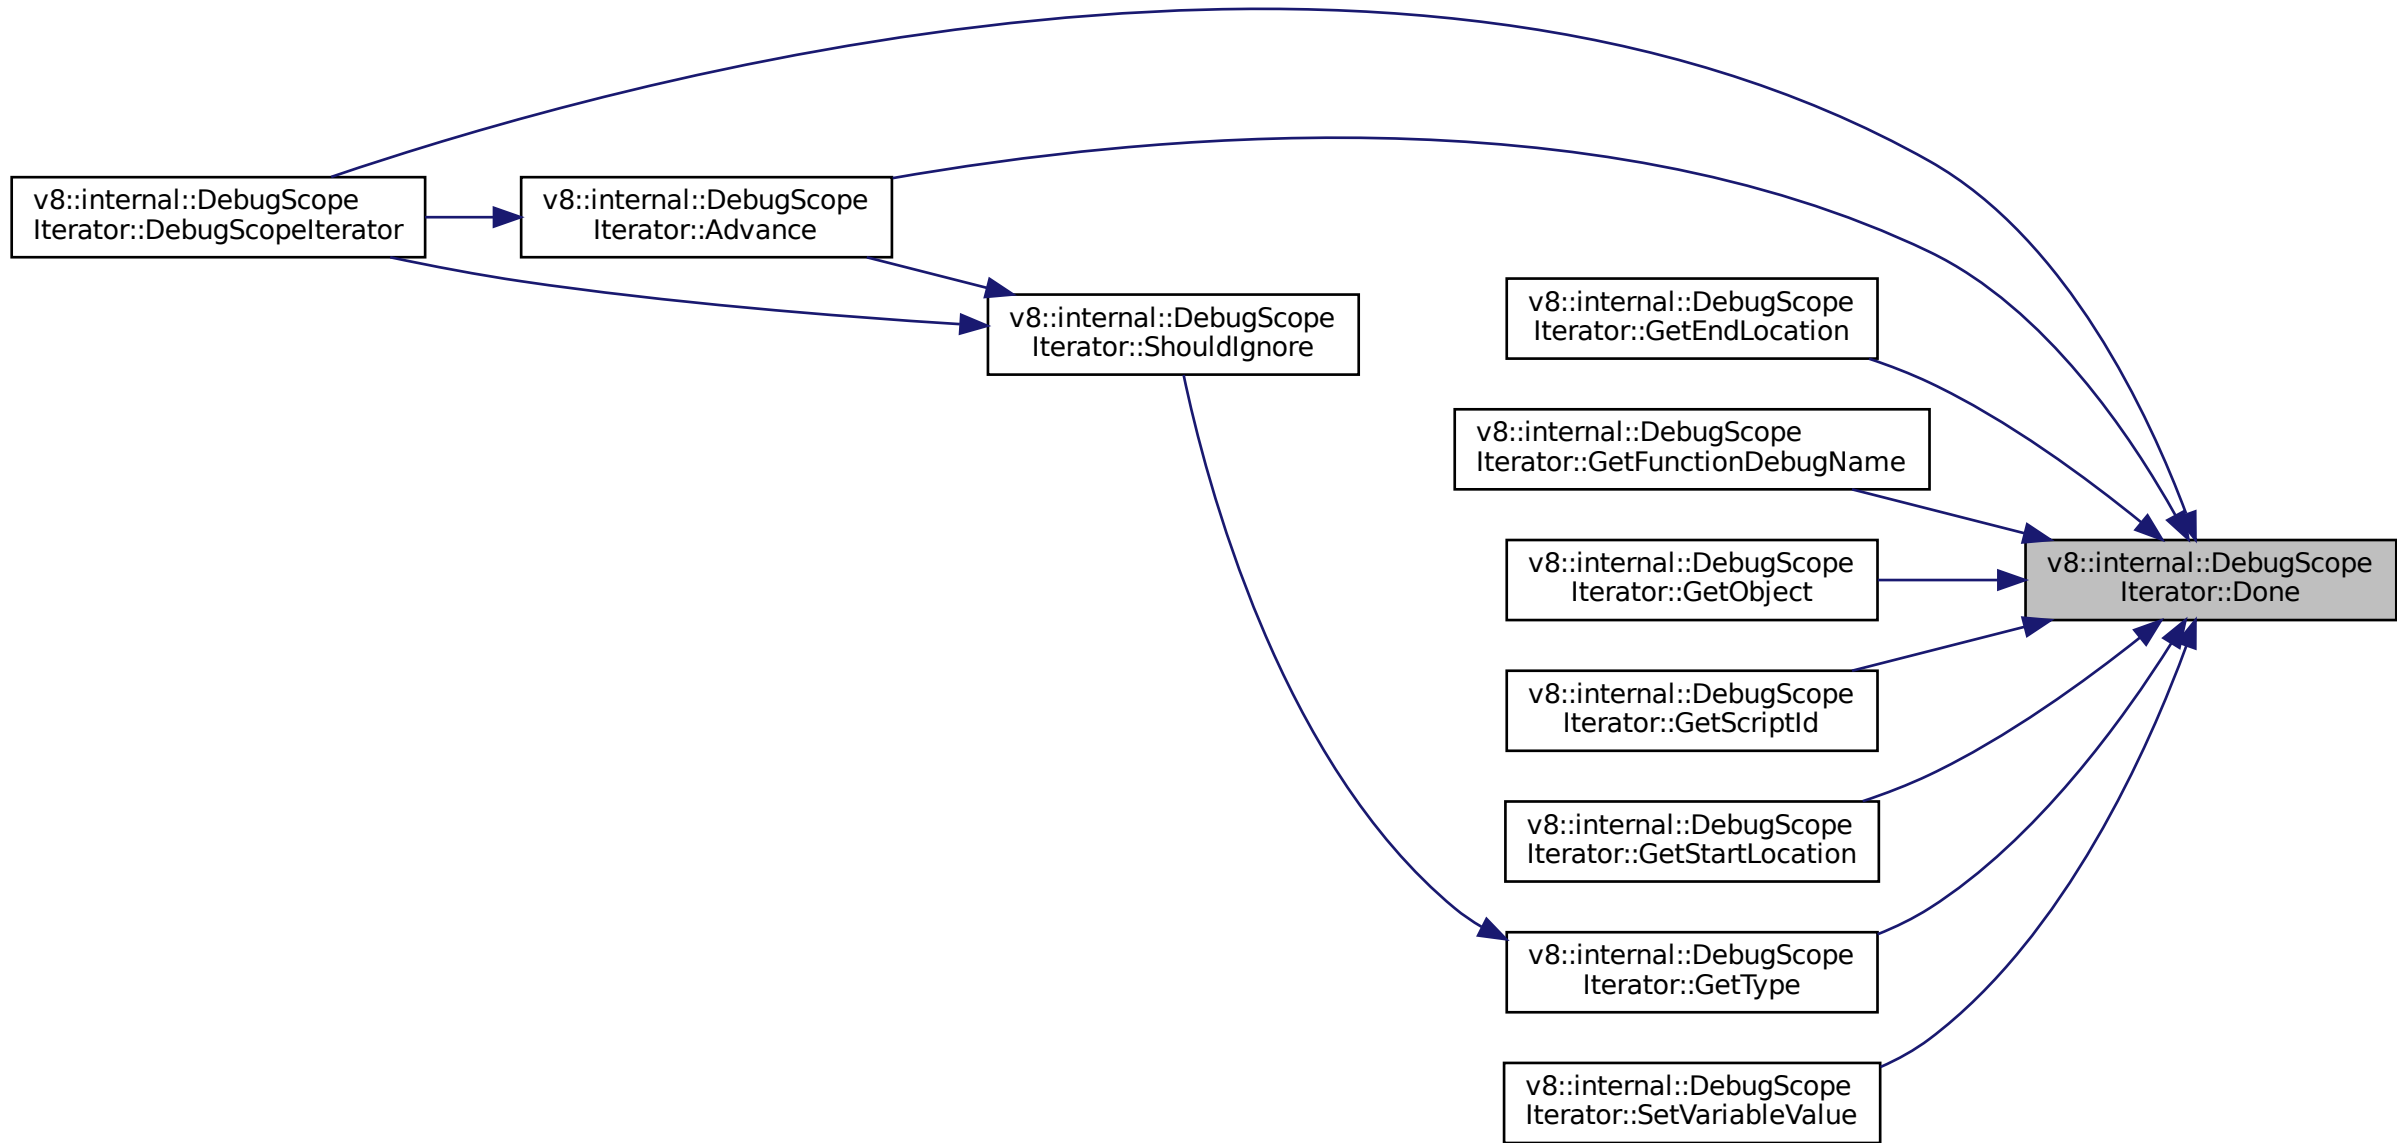 v8::internal::DebugScope
Iterator::DebugScopeIterator
v8::internal::DebugScope
Iterator::Advance
v8::internal::DebugScope
Iterator::ShouldIgnore
v8::internal::DebugScope
Iterator::GetEndLocation
v8::internal::DebugScope
Iterator::GetFunctionDebugName
v8::internal::DebugScope
Iterator::GetObject
v8::internal::DebugScope
Iterator::Done
v8::internal::DebugScope
Iterator::GetScriptId
v8::internal::DebugScope
Iterator::GetStartLocation
v8::internal::DebugScope
Iterator::GetType
v8::internal::DebugScope
Iterator::SetVariableValue